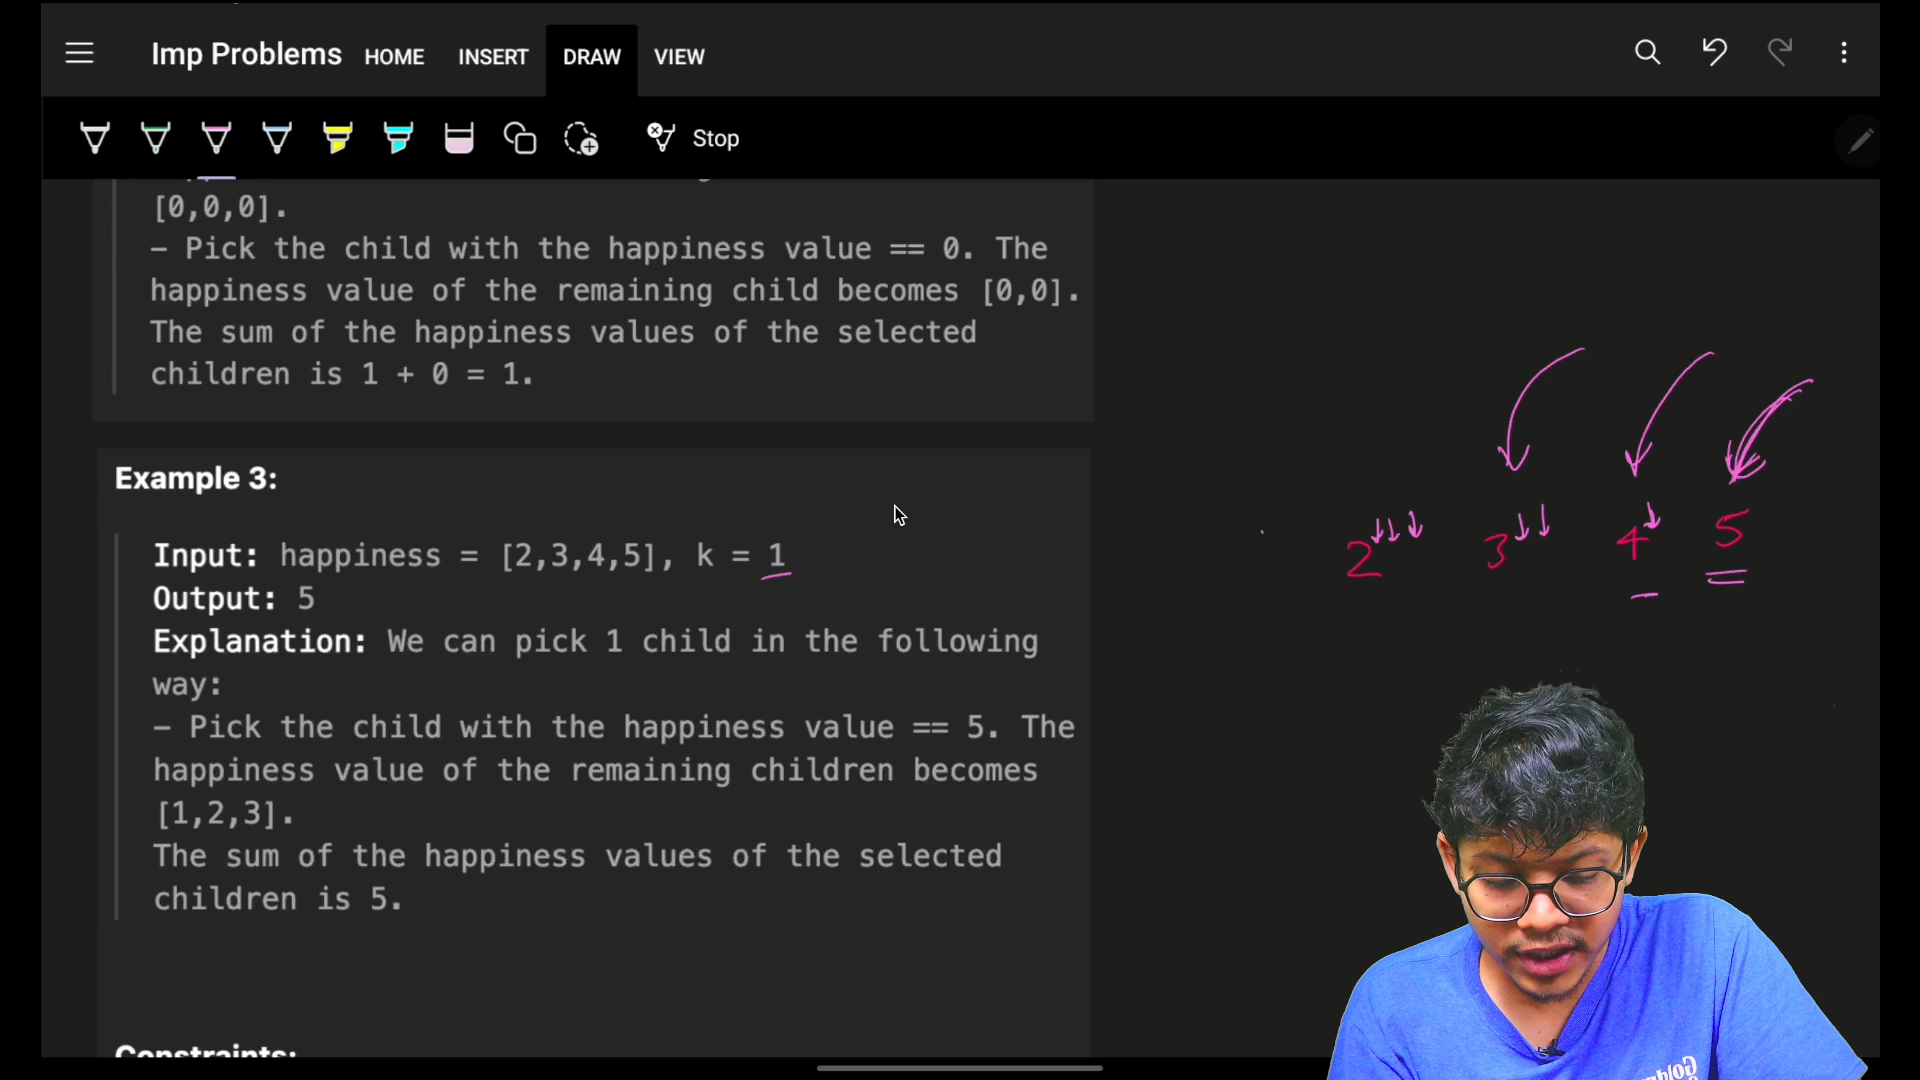 Imp Problems HOME INSERT DRAW VIEW
Stop
[0,0,0].
– Pick the child with the happiness value == 0. The
happiness value of the remaining child becomes [0,0].
The sum of the happiness values of the selected
children is 1 + 0 = 1.
Example 3:
Input: happiness = [2,3,4,5], k = 1
Output: 5
Explanation: We can pick 1 child in the following
way:
– Pick the child with the happiness value == 5. The
happiness value of the remaining children becomes
[1,2,3].
The sum of the happiness values of the selected
children is 5.
Constraints:
2 3 4 5